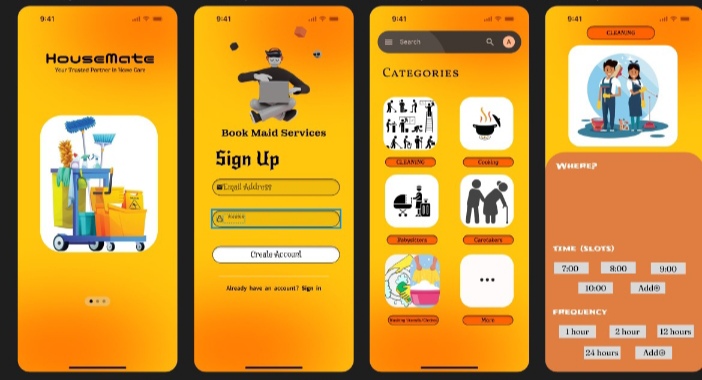 9:41
HouseMate
Your Trusted Partner In Home Care
9:41
Book Maid Services
Sign Up
Email Address
Create Account
Already have an account? Sign in
9:41
Search
A
CATEGORIES
CLEANING
Cooking
Babysitters
Caretakers
More
9:41
CLEANING
WHERE?
TIME (SLOTS)
7:00
8:00
9:00
10:00
Add⊕
FREQUENCY
1 hour
2 hour
12 hours
24 hours
Add⊕